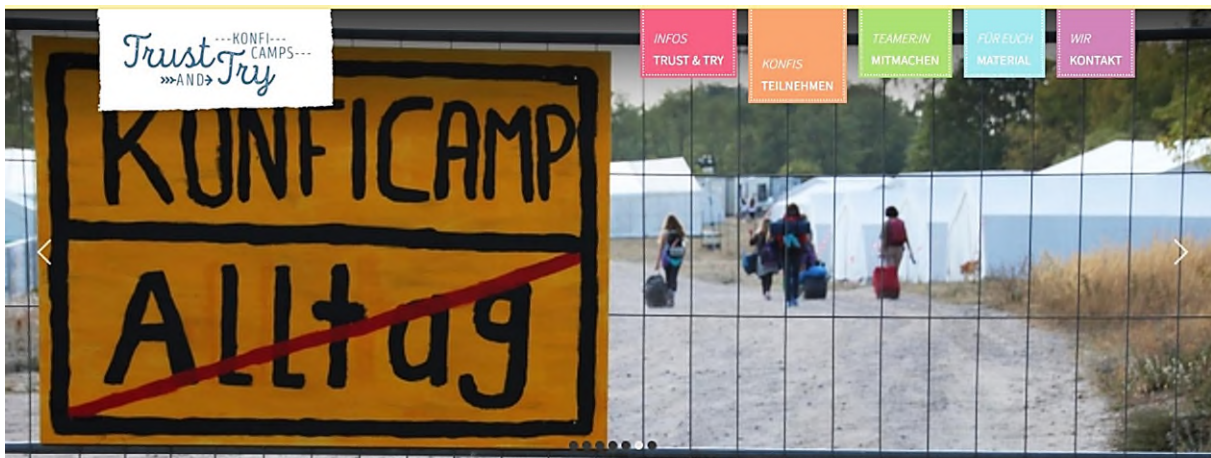 Trust
---KONFI---
CAMPS---
AND
Try
INFOS
TRUST & TRY
KONFIS
TEILNEHMEN
TEAMER:IN
MITMACHEN
FÜR EUCH
MATERIAL
WIR
KONTAKT
KONFICAMP
Alltag